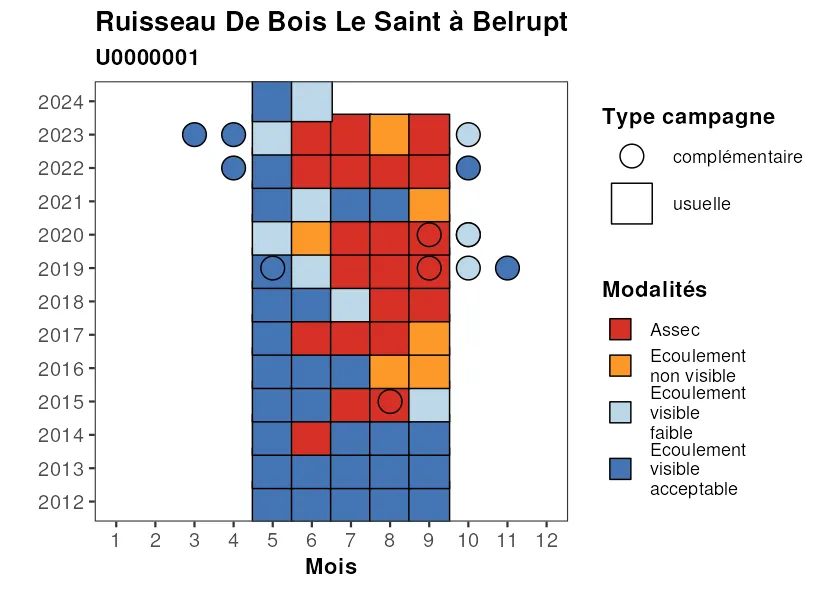 Ruisseau De Bois Le Saint à Belrupt
U0000001
2024
2023
2022
2021
2020
2019
2018
2017
2016
2015
2014
2013
2012
1 2 3 4 5 6 7 8 9 10 11 12
Mois
Type campagne
complémentaire
usuelle
Modalités
Assec
Ecoulement
non visible
Ecoulement
visible
faible
Ecoulement
visible
acceptable